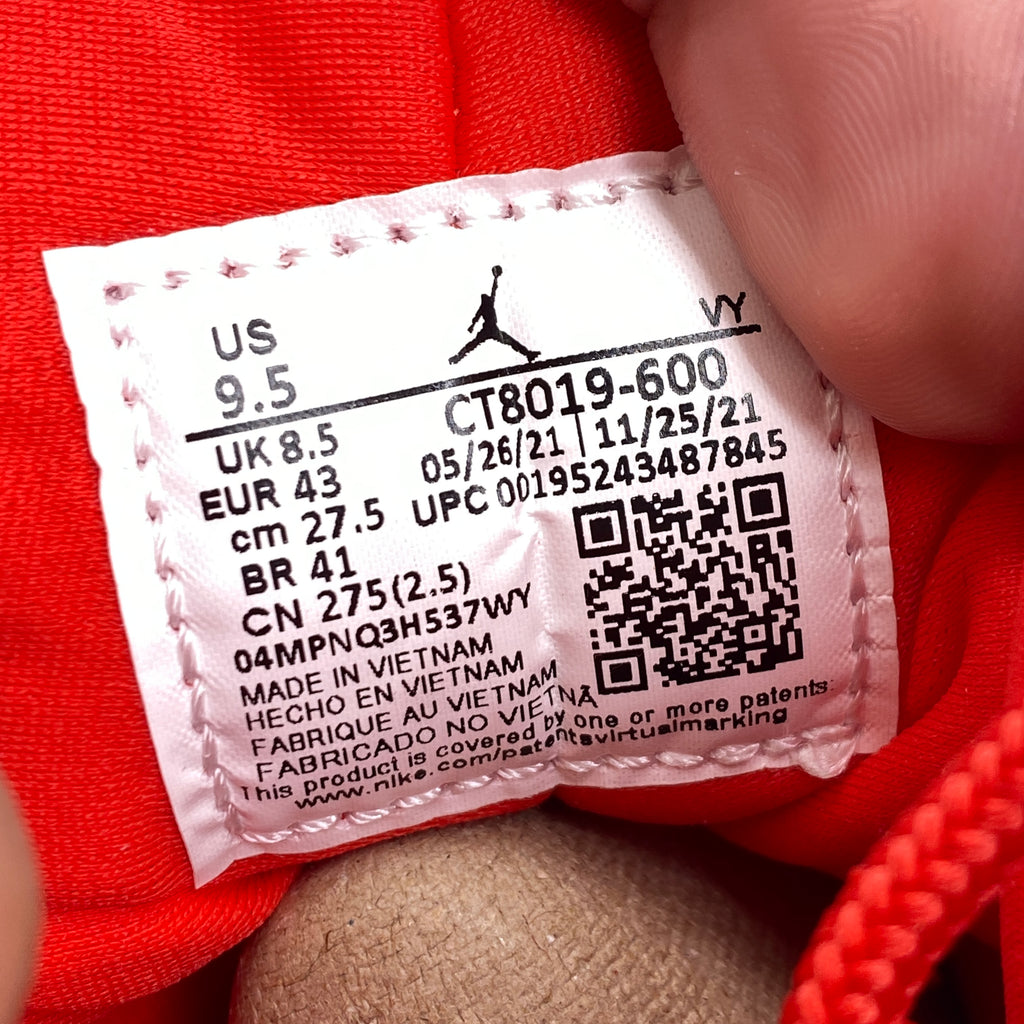 US
9.5
VY
UK 8.5
CT8019-600
EUR 43
05/26/21 | 11/25/21
cm 27.5
UPC 00195243487845
BR 41
CN 275(2.5)
04MPNQ3H537WY
MADE IN VIETNAM
HECHO EN VIETNAM
FABRIQUE AU VIETNAM
FABRICADO NO VIETNÃ
This product is covered by one or more patents:
www.nike.com/patentsvirtualmarking